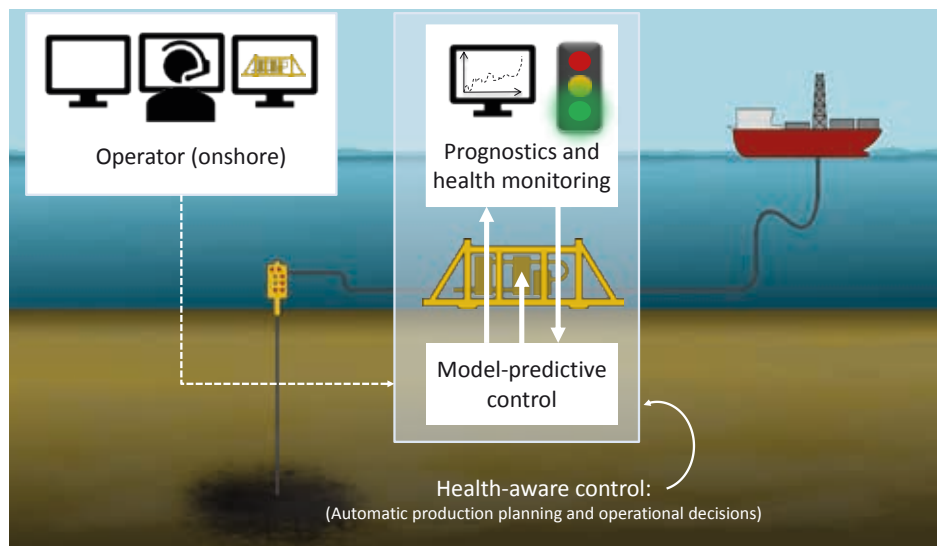 Operator (onshore)
Prognostics and
health monitoring
Model-predictive
control
Health-aware control:
(Automatic production planning and operational decisions)